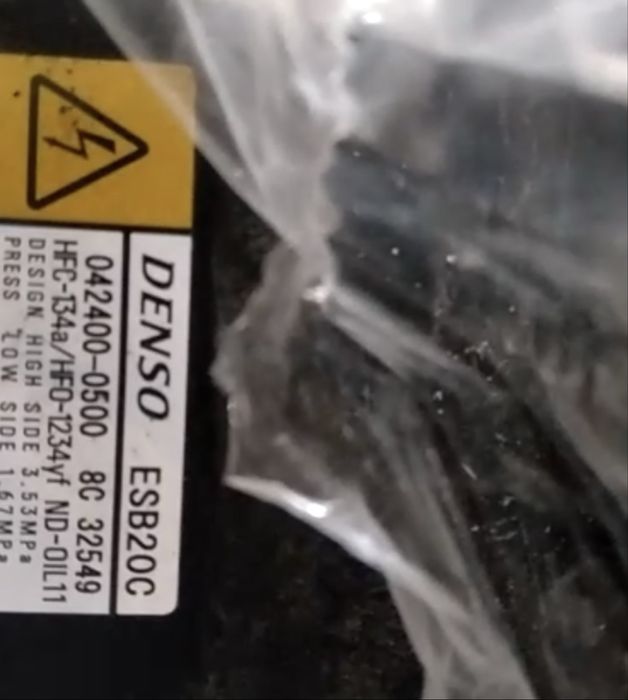 DENSO ESB20C
042400-0500 8C 32549
HFC-134a/HFO-1234yf ND-OIL11
DESIGN HIGH SIDE 3.53MPa
PRESS LOW SIDE 1.67MPa